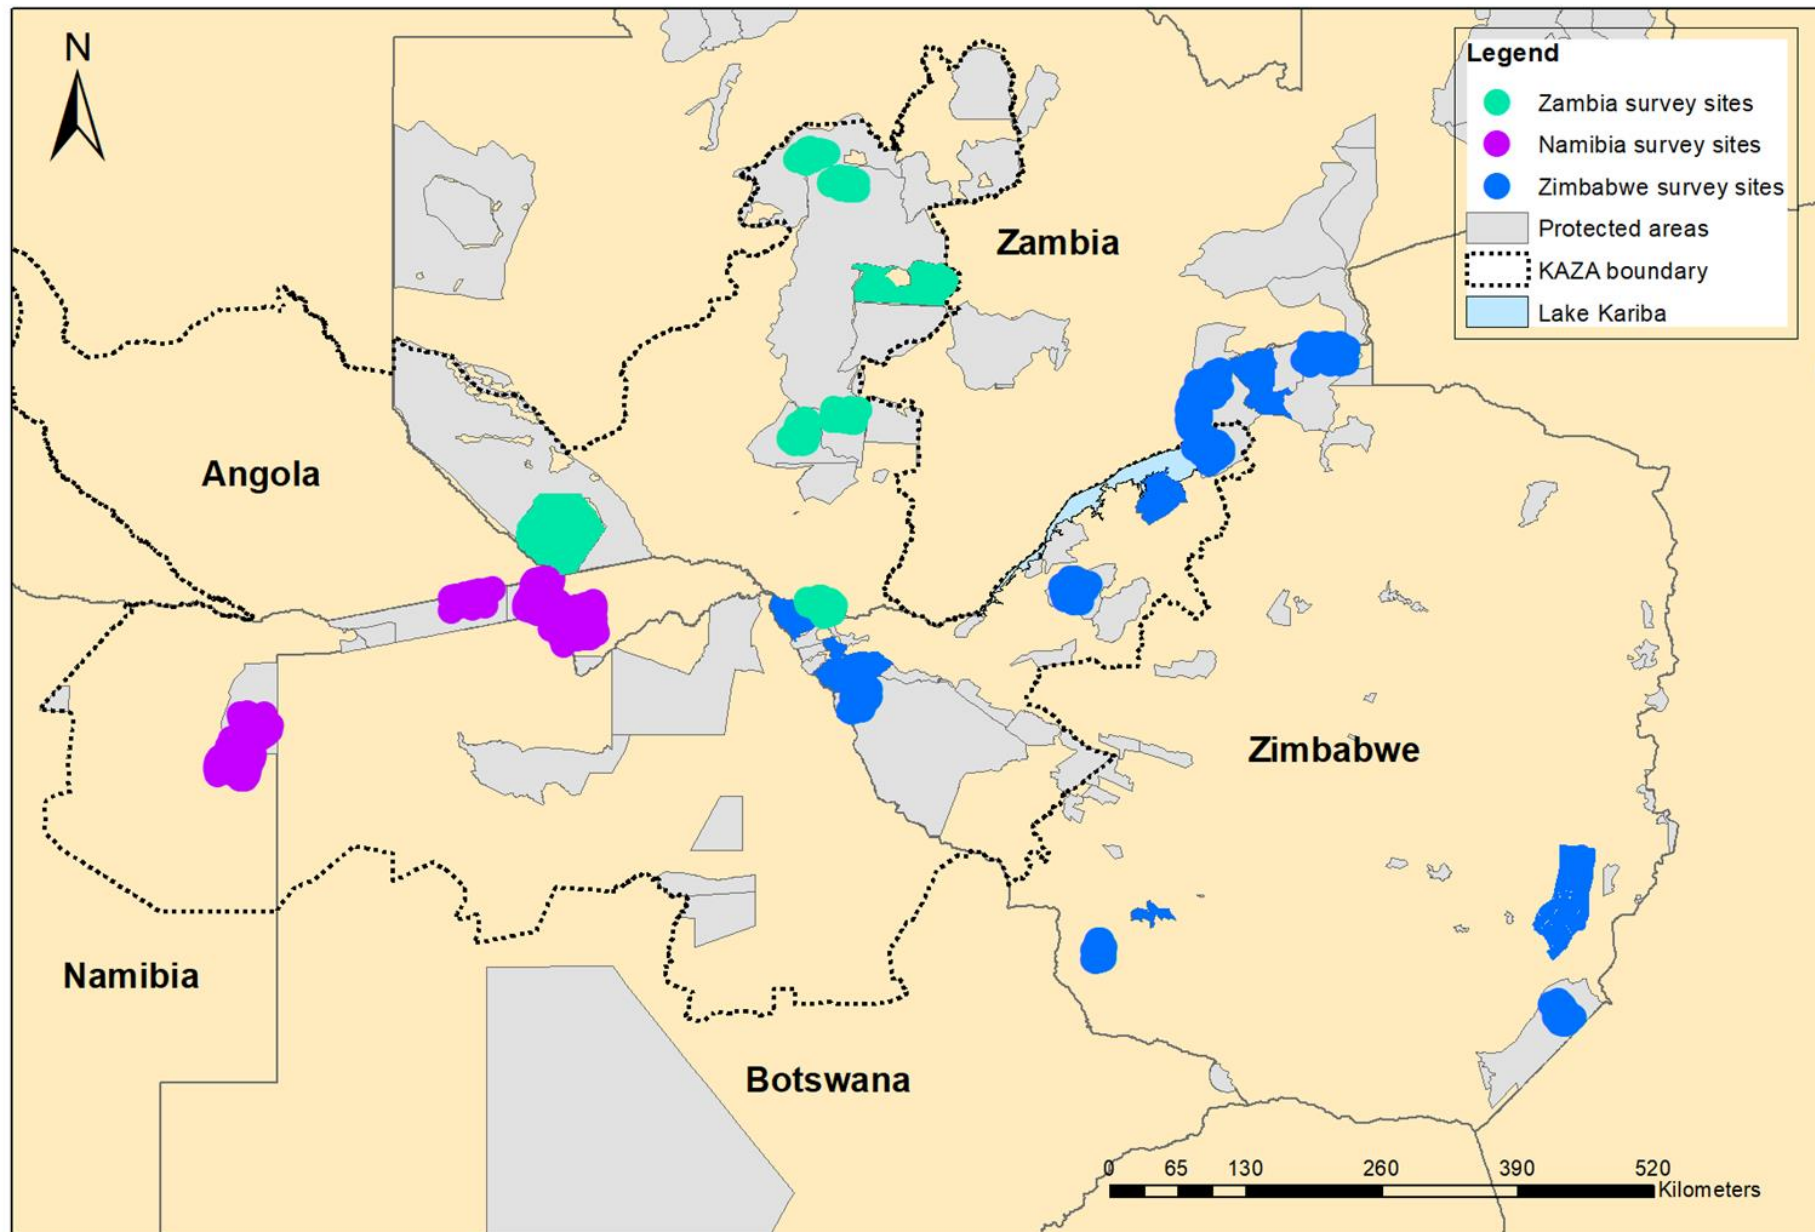 N
Legend
Zambia survey sites
Namibia survey sites
Zimbabwe survey sites
Protected areas
KAZA boundary
Lake Kariba
Zambia
Angola
Zimbabwe
Namibia
Botswana
0 65 130 260 390 520
Kilometers